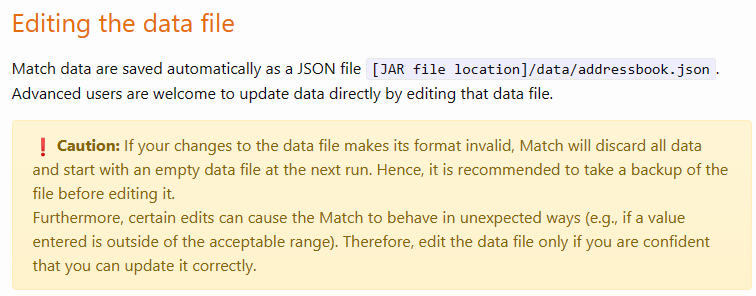 Editing the data file
Match data are saved automatically as a JSON file [JAR file location]/data/addressbook.json.
Advanced users are welcome to update data directly by editing that data file.
❗ Caution: If your changes to the data file makes its format invalid, Match will discard all data
and start with an empty data file at the next run. Hence, it is recommended to take a backup of the
file before editing it.
Furthermore, certain edits can cause the Match to behave in unexpected ways (e.g., if a value
entered is outside of the acceptable range). Therefore, edit the data file only if you are confident
that you can update it correctly.